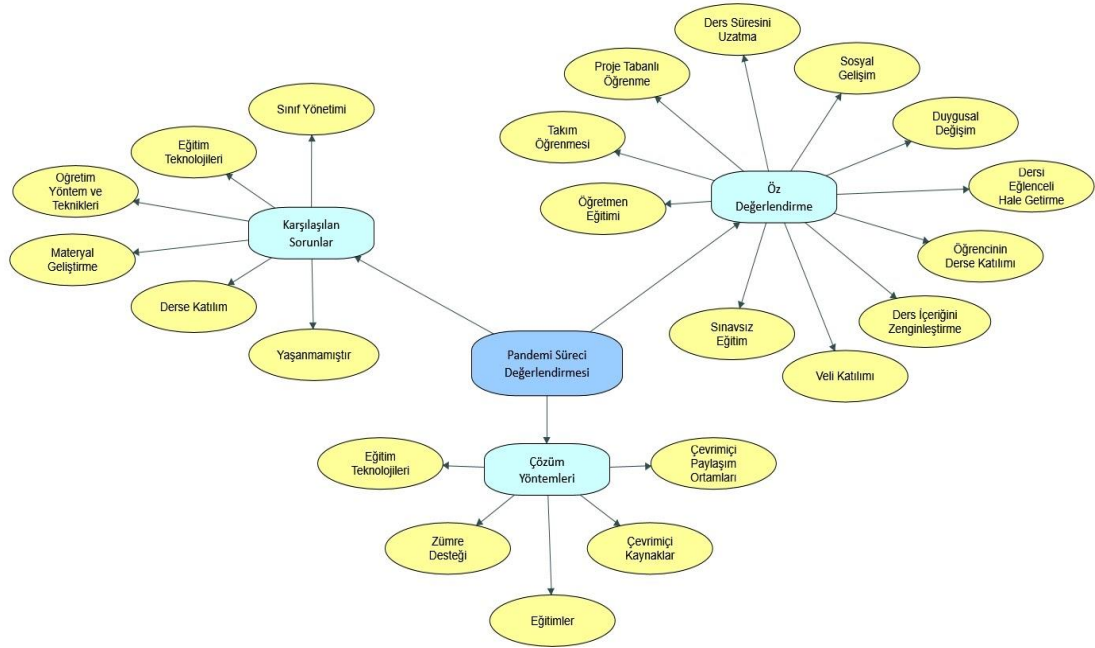 Ders Süresini
Uzatma
Proje Tabanlı
Öğrenme
Sosyal
Gelişim
Sınıf Yönetimi
Duygusal
Değişim
Takım
Öğrenmesi
Eğitim
Teknolojileri
Öğretim
Yöntem ve
Teknikleri
Öz
Değerlendirme
Dersi
Eğlenceli
Hale Getirme
Öğretmen
Eğitimi
Karşılaşılan
Sorunlar
Materyal
Geliştirme
Öğrencinin
Derse Katılımı
Derse Katılım
Ders İçeriğini
Zenginleştirme
Sınavsız
Eğitim
Yaşanmamıştır
Pandemi Süreci
Değerlendirmesi
Veli Katılımı
Eğitim
Teknolojileri
Çözüm
Yöntemleri
Çevrimiçi
Paylaşım
Ortamları
Zümre
Desteği
Çevrimiçi
Kaynaklar
Eğitimler